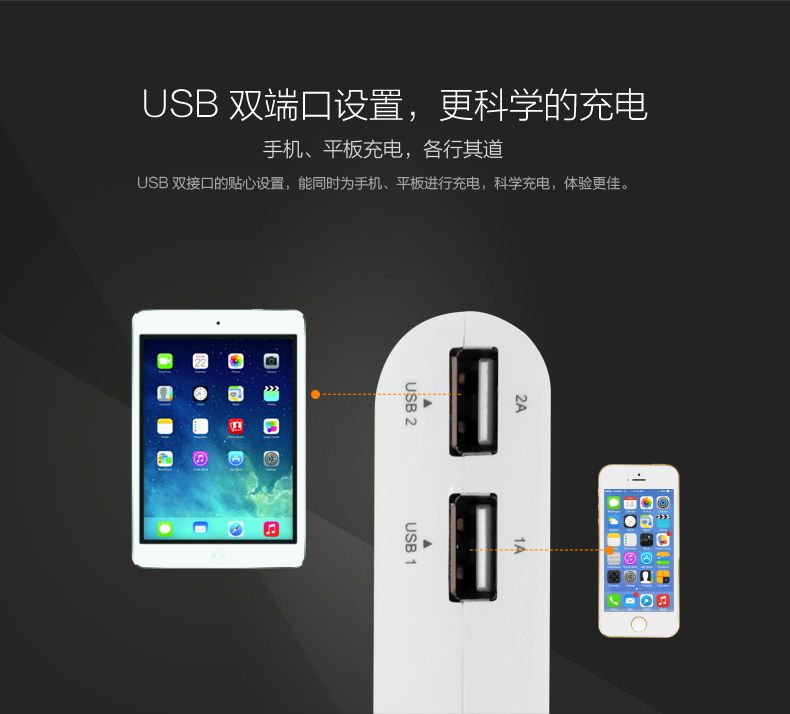 USB 双端口设置，更科学的充电
手机、平板充电，各行其道
USB 双接口的贴心设置，能同时为手机、平板进行充电，科学充电，体验更佳。
USB 2
2A
USB 1
1A